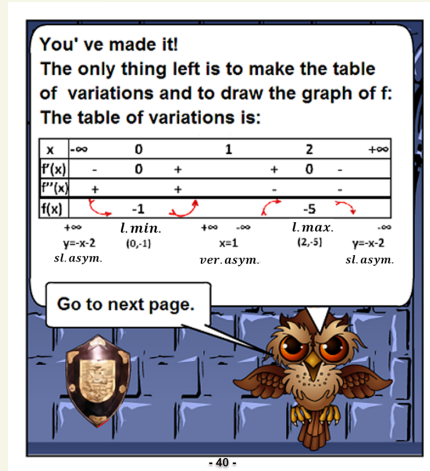 You' ve made it!
The only thing left is to make the table
of variations and to draw the graph of f:
The table of variations is:
x -∞ 0 1 2 +∞
f'(x) - 0 + + 0 -
f''(x) + + - -
f(x) -1 -5
+∞ l.min. +∞ -∞ l.max. -∞
y=-x-2 (0,-1) x=1 (2,-5) y=-x-2
sl.asym. ver.asym. sl.asym.
Go to next page.
- 40 -